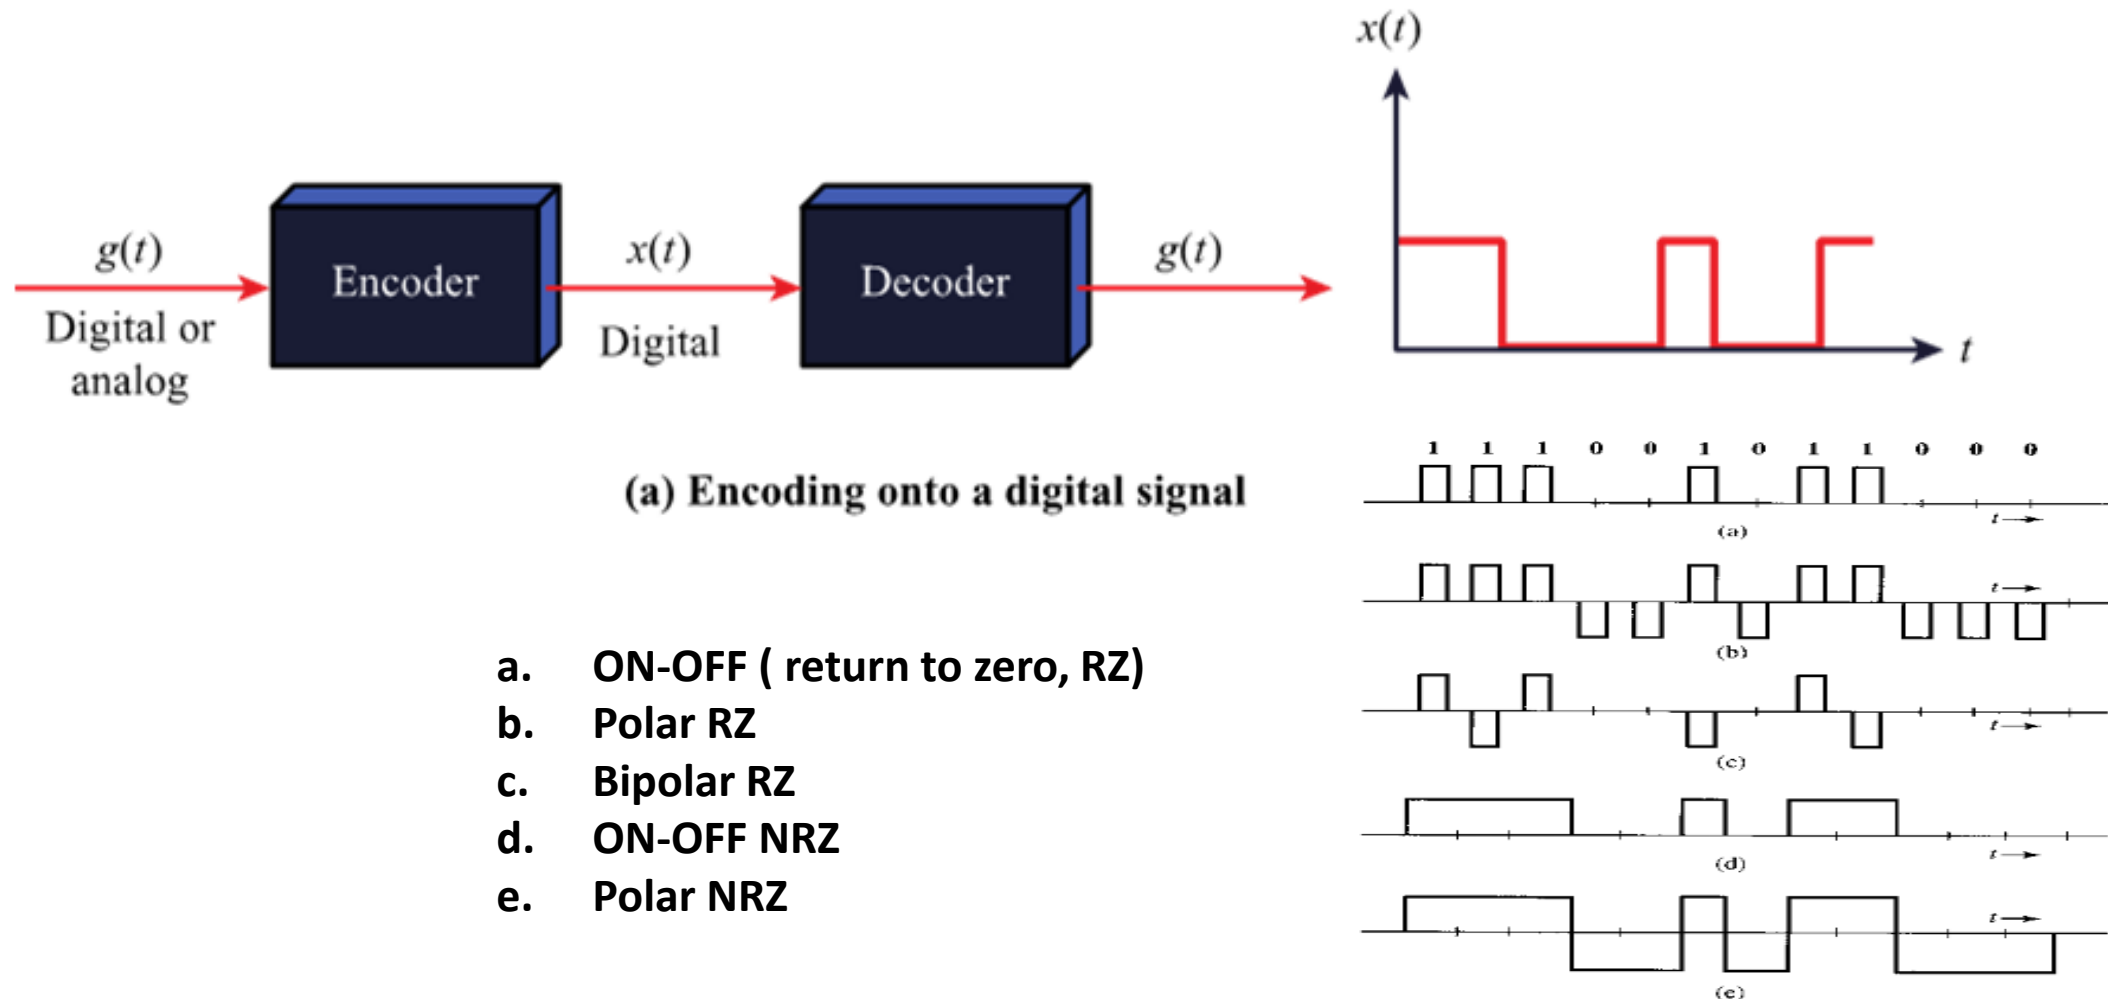 x(t)
g(t)
Digital or
analog
Encoder
x(t)
Digital
Decoder
g(t)
t
(a) Encoding onto a digital signal
1 1 1 0 0 1 0 1 1 0 0 0
t
(a)
t
(b)
t
(c)
t
(d)
t
(e)
a. ON-OFF ( return to zero, RZ)
b. Polar RZ
c. Bipolar RZ
d. ON-OFF NRZ
e. Polar NRZ